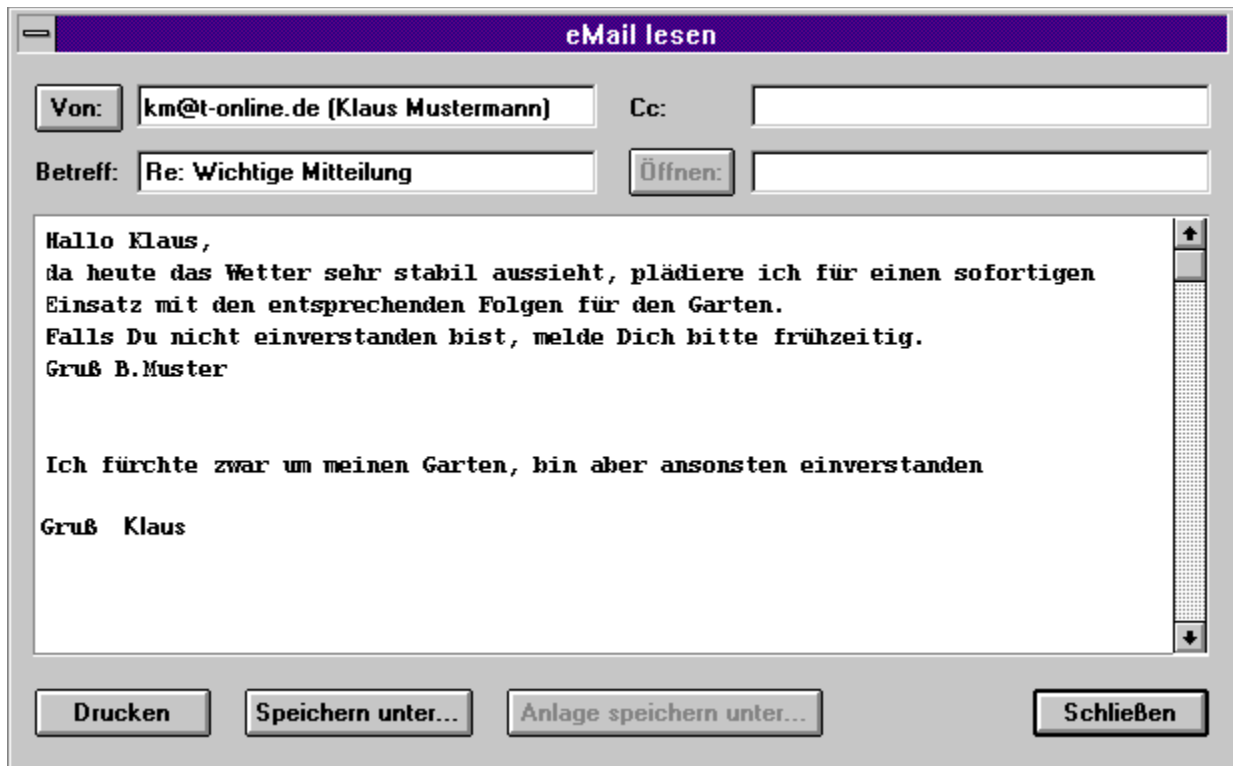 eMail lesen
Von: km@t-online.de (Klaus Mustermann) Cc:
Betreff: Re: Wichtige Mitteilung Öffnen:
Hallo Klaus,
da heute das Wetter sehr stabil aussieht, plädiere ich für einen sofortigen
Einsatz mit den entsprechenden Folgen für den Garten.
Falls Du nicht einverstanden bist, melde Dich bitte frühzeitig.
Gruß B.Muster
Ich fürchte zwar um meinen Garten, bin aber ansonsten einverstanden
Gruß Klaus
Drucken Speichern unter... Anlage speichern unter... Schließen